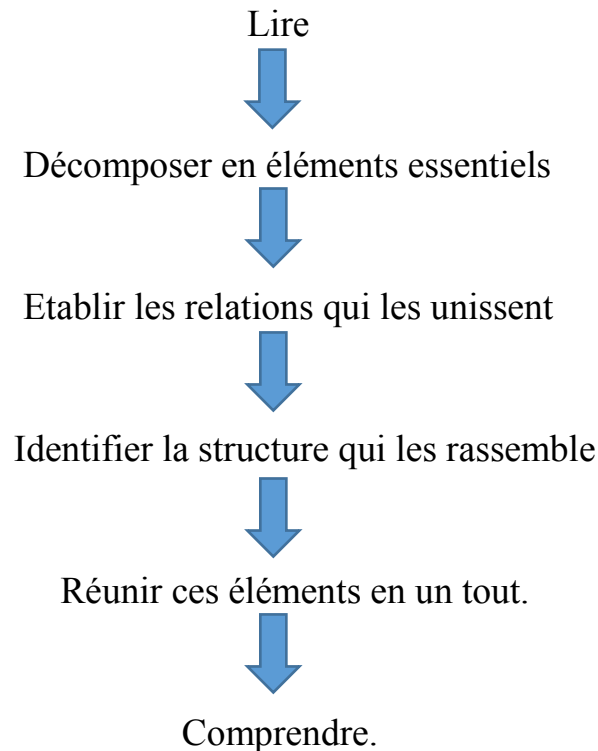 Lire
Décomposer en éléments essentiels
Etablir les relations qui les unissent
Identifier la structure qui les rassemble
Réunir ces éléments en un tout.
Comprendre.